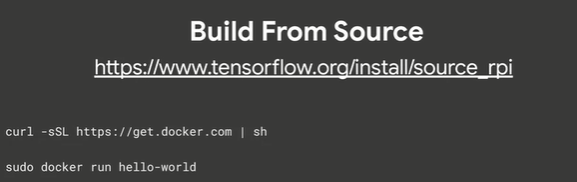 Build From Source
https://www.tensorflow.org/install/source_rpi
curl -sSL https://get.docker.com | sh
sudo docker run hello-world